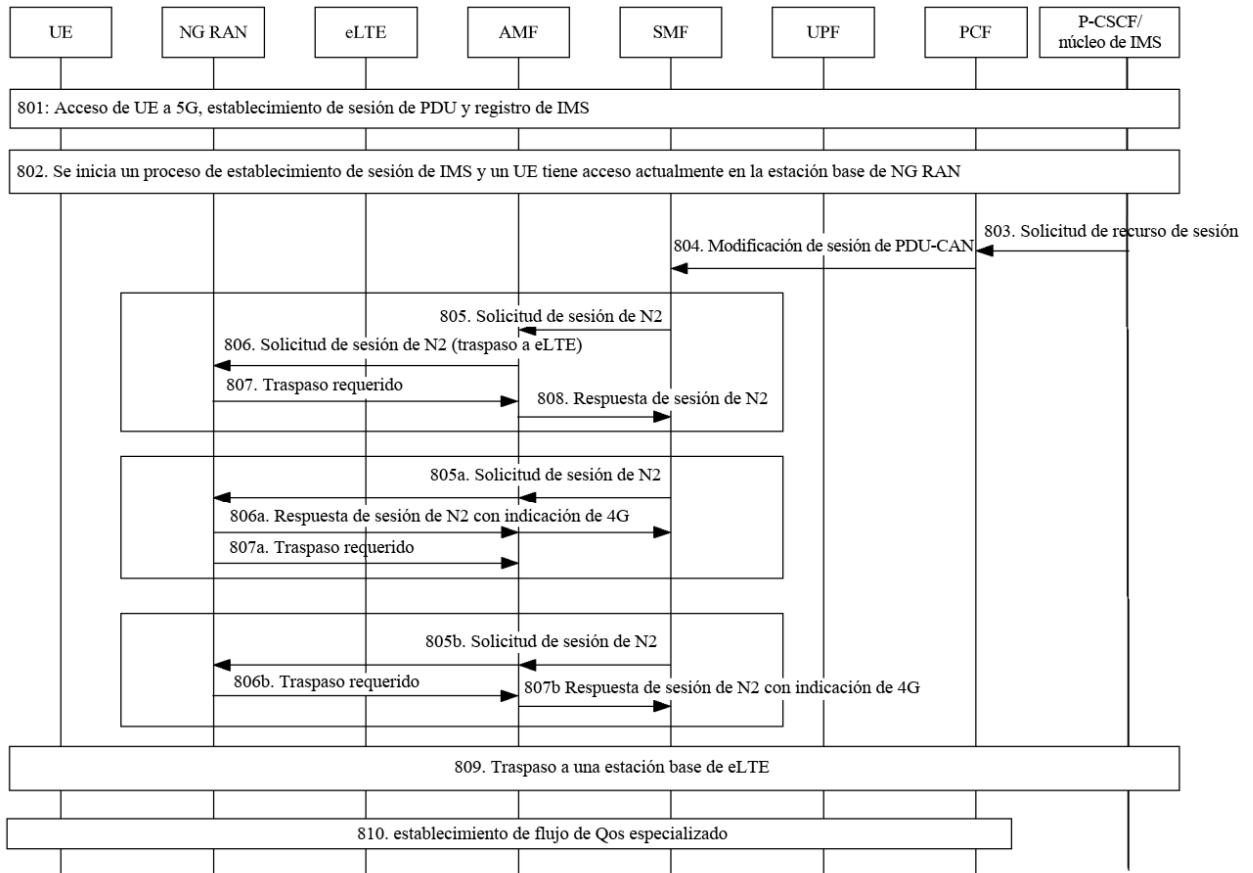 UE
NG RAN
eLTE
AMF
SMF
UPF
PCF
P-CSCF/
núcleo de IMS
801: Acceso de UE a 5G, establecimiento de sesión de PDU y registro de IMS
802. Se inicia un proceso de establecimiento de sesión de IMS y un UE tiene acceso actualmente en la estación base de NG RAN
803. Solicitud de recurso de sesión
804. Modificación de sesión de PDU-CAN
805. Solicitud de sesión de N2
806. Solicitud de sesión de N2 (traspaso a eLTE)
807. Traspaso requerido
808. Respuesta de sesión de N2
805a. Solicitud de sesión de N2
806a. Respuesta de sesión de N2 con indicación de 4G
807a. Traspaso requerido
805b. Solicitud de sesión de N2
806b. Traspaso requerido
807b Respuesta de sesión de N2 con indicación de 4G
809. Traspaso a una estación base de eLTE
810. establecimiento de flujo de Qos especializado